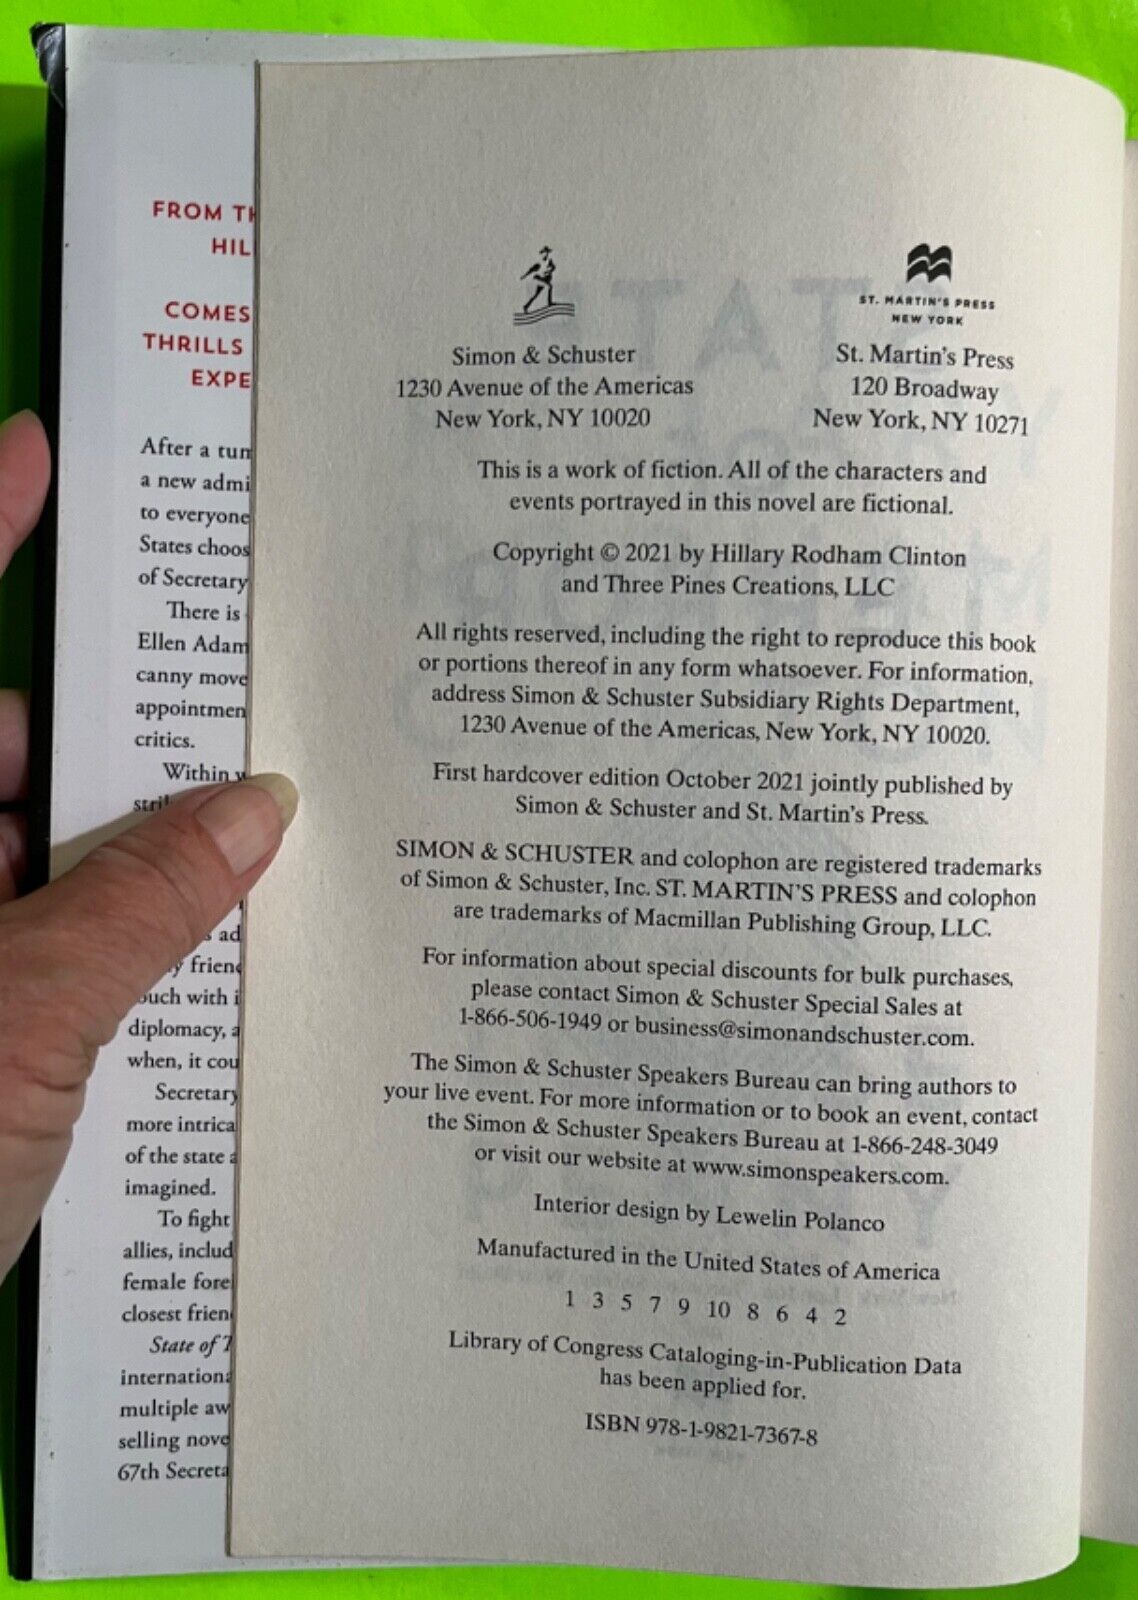 FROM TH
HIL
COMES
THRILLS
EXPE
After a tum
a new admi
to everyone
States choos
of Secretary
There is
Ellen Adam
canny move
appointmen
critics.
Within w
stri
s ad
y friend
ouch with i
diplomacy, a
when, it cou
Secretary
more intrica
of the state a
imagined.
To fight
allies, includ
female fore
closest frien
State of T
internationa
multiple aw
selling nove
67th Secreta
ST. MARTIN'S PRESS
NEW YORK
Simon & Schuster
1230 Avenue of the Americas
New York, NY 10020
St. Martin's Press
120 Broadway
New York, NY 10271
This is a work of fiction. All of the characters and
events portrayed in this novel are fictional.
Copyright © 2021 by Hillary Rodham Clinton
and Three Pines Creations, LLC
All rights reserved, including the right to reproduce this book
or portions thereof in any form whatsoever. For information,
address Simon & Schuster Subsidiary Rights Department,
1230 Avenue of the Americas, New York, NY 10020.
First hardcover edition October 2021 jointly published by
Simon & Schuster and St. Martin's Press.
SIMON & SCHUSTER and colophon are registered trademarks
of Simon & Schuster, Inc. ST. MARTIN'S PRESS and colophon
are trademarks of Macmillan Publishing Group, LLC.
For information about special discounts for bulk purchases,
please contact Simon & Schuster Special Sales at
1-866-506-1949 or business@simonandschuster.com.
The Simon & Schuster Speakers Bureau can bring authors to
your live event. For more information or to book an event, contact
the Simon & Schuster Speakers Bureau at 1-866-248-3049
or visit our website at www.simonspeakers.com.
Interior design by Lewelin Polanco
Manufactured in the United States of America
1 3 5 7 9 10 8 6 4 2
Library of Congress Cataloging-in-Publication Data
has been applied for.
ISBN 978-1-9821-7367-8